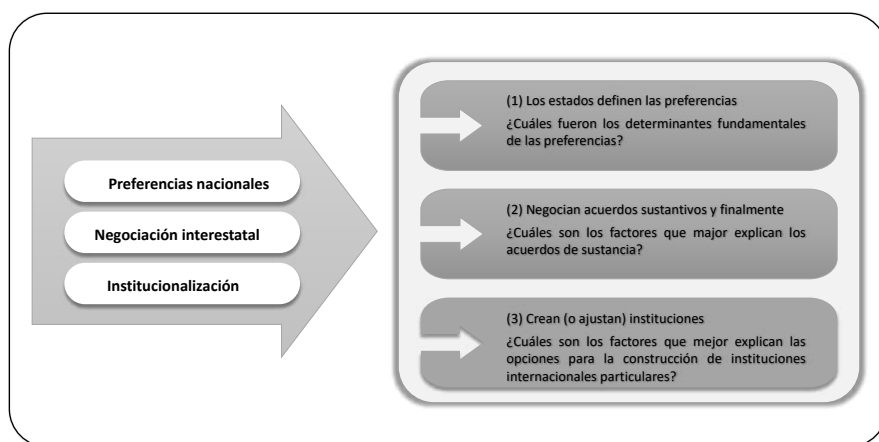 Preferencias nacionales
Negociación interestatal
Institucionalización
(1) Los estados definen las preferencias
¿Cuáles fueron los determinantes fundamentales
de las preferencias?
(2) Negocian acuerdos sustantivos y finalmente
¿Cuáles son los factores que major explican los
acuerdos de sustancia?
(3) Crean (o ajustan) instituciones
¿Cuáles son los factores que mejor explican las
opciones para la construcción de instituciones
internacionales particulares?